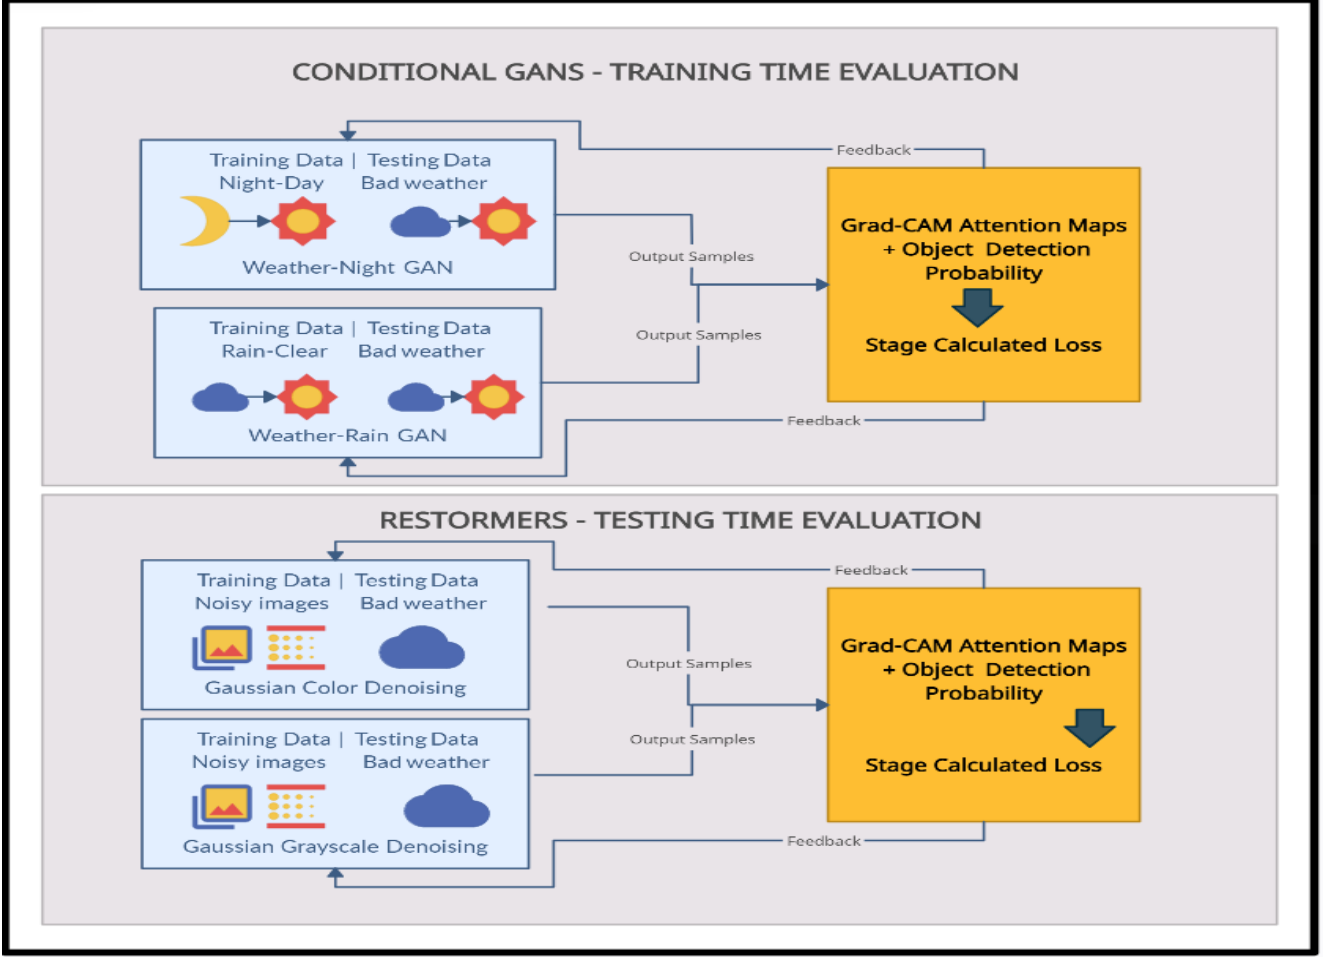 CONDITIONAL GANS - TRAINING TIME EVALUATION
Feedback
Training Data | Testing Data
Night-Day Bad weather
Weather-Night GAN
Output Samples
Training Data | Testing Data
Rain-Clear Bad weather
Weather-Rain GAN
Output Samples
Grad-CAM Attention Maps
+ Object Detection
Probability
Stage Calculated Loss
Feedback
RESTORMERS - TESTING TIME EVALUATION
Feedback
Training Data | Testing Data
Noisy images Bad weather
Gaussian Color Denoising
Output Samples
Training Data | Testing Data
Noisy images Bad weather
Gaussian Grayscale Denoising
Output Samples
Grad-CAM Attention Maps
+ Object Detection
Probability
Stage Calculated Loss
Feedback